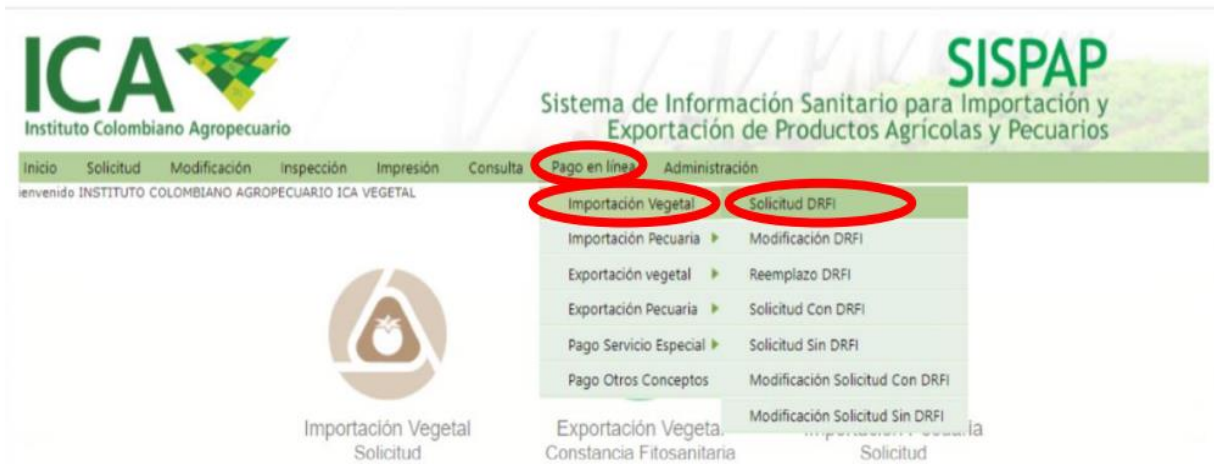 ICA
Instituto Colombiano Agropecuario
SISPAP
Sistema de Información Sanitario para Importación y
Exportación de Productos Agrícolas y Pecuarios
Inicio Solicitud Modificación Inspección Impresión Consulta Pago en línea Administración
ienvenido INSTITUTO COLOMBIANO AGROPECUARIO ICA VEGETAL
Importación Vegetal
Importación Pecuaria
Exportación vegetal
Exportación Pecuaria
Pago Servicio Especial
Pago Otros Conceptos
Solicitud DRFI
Modificación DRFI
Reemplazo DRFI
Solicitud Con DRFI
Solicitud Sin DRFI
Modificación Solicitud Con DRFI
Modificación Solicitud Sin DRFI
Importación Vegetal
Solicitud
Exportación Vegetal
Constancia Fitosanitaria
Solicitud